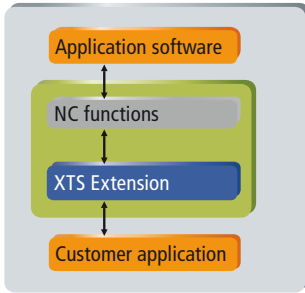 Application software
NC functions
XTS Extension
Customer application